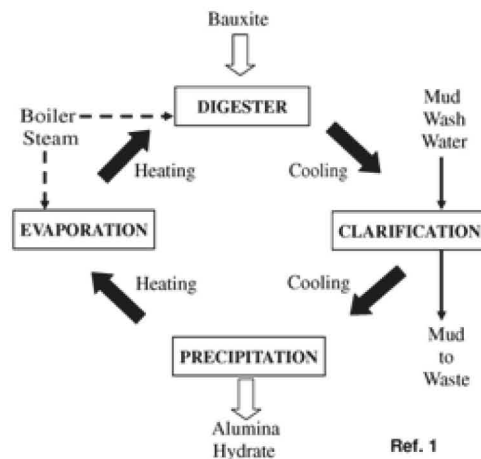 Bauxite
DIGESTER
Boiler
Steam
Mud
Wash
Water
Heating
Cooling
EVAPORATION
CLARIFICATION
Heating
Cooling
PRECIPITATION
Mud
to
Waste
Alumina
Hydrate
Ref. 1